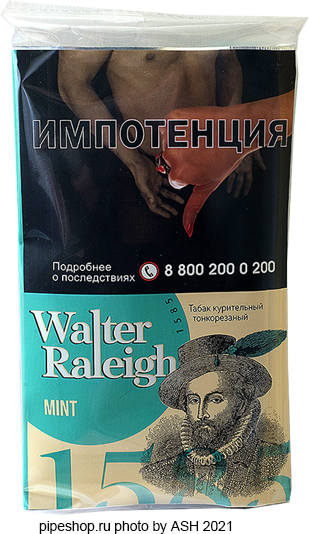 ИМПОТЕНЦИЯ
Подробнее
о последствиях 8 800 200 0 200
Табак курительный
тонкорезаный
1585
Walter
Raleigh
MINT
1585
pipeshop.ru photo by ASH 2021